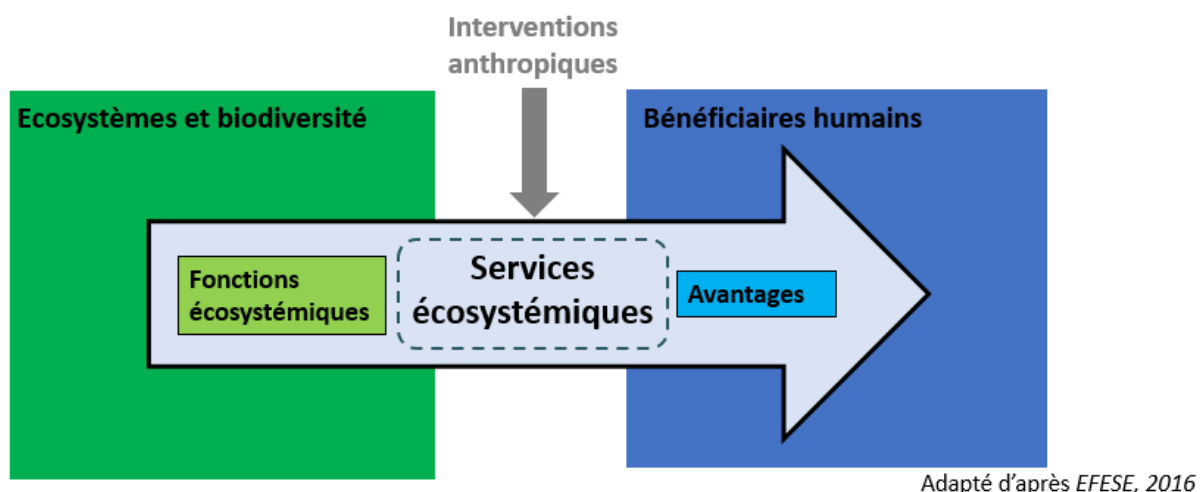 Interventions
anthropiques
Ecosystèmes et biodiversité
Bénéficiaires humains
Fonctions
écosystémiques
Services
écosystémiques
Avantages
Adapté d'après EFESE, 2016